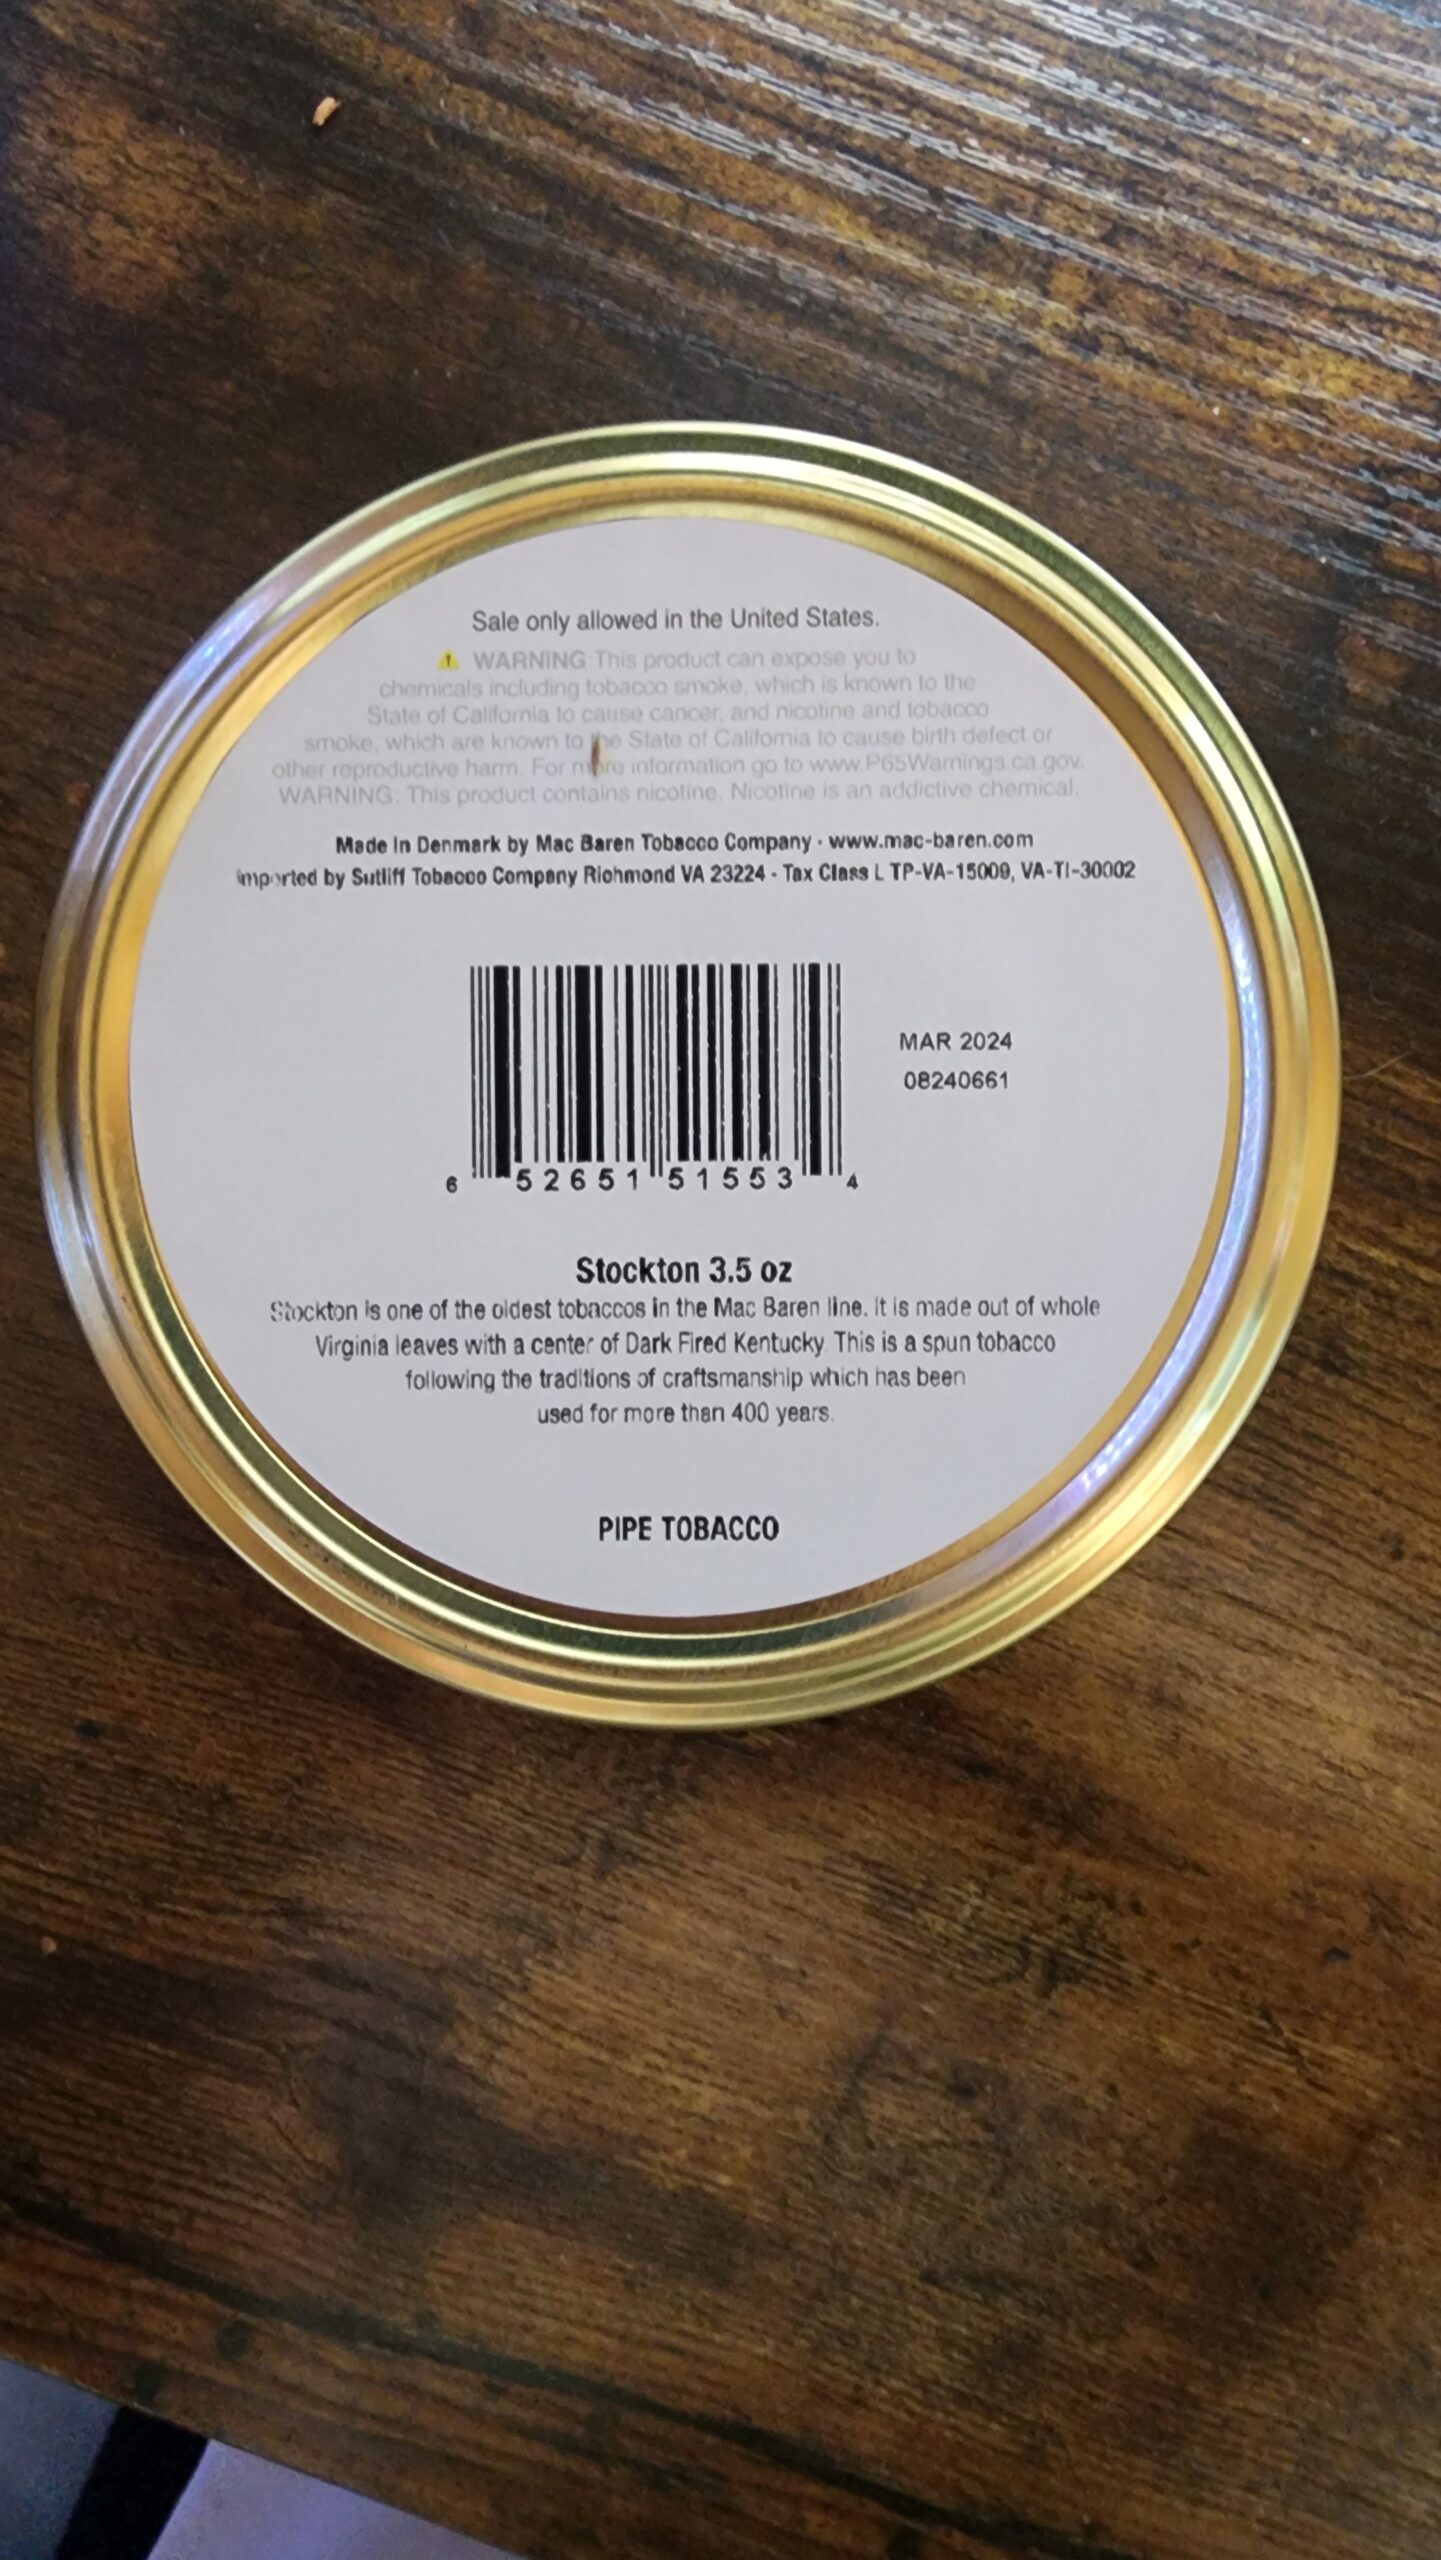 Sale only allowed in the United States.
WARNING: This product can expose you to
chemicals including tobacco smoke, which is known to the
State of California to cause cancer, and nicotine and tobacco
smoke, which are known to the State of California to cause birth defect or
other reproductive harm. For more information go to www.P65Warnings.ca.gov.
WARNING: This product contains nicotine. Nicotine is an addictive chemical.
Made in Denmark by Mac Baren Tobacco Company · www.mac-baren.com
imported by Sutliff Tobacco Company Richmond VA 23224 - Tax Class L TP-VA-15009, VA-TI-30002
MAR 2024
08240661
6 52651 51553 4
Stockton 3.5 oz
Stockton is one of the oldest tobaccos in the Mac Baren line. It is made out of whole
Virginia leaves with a center of Dark Fired Kentucky. This is a spun tobacco
following the traditions of craftsmanship which has been
used for more than 400 years.
PIPE TOBACCO